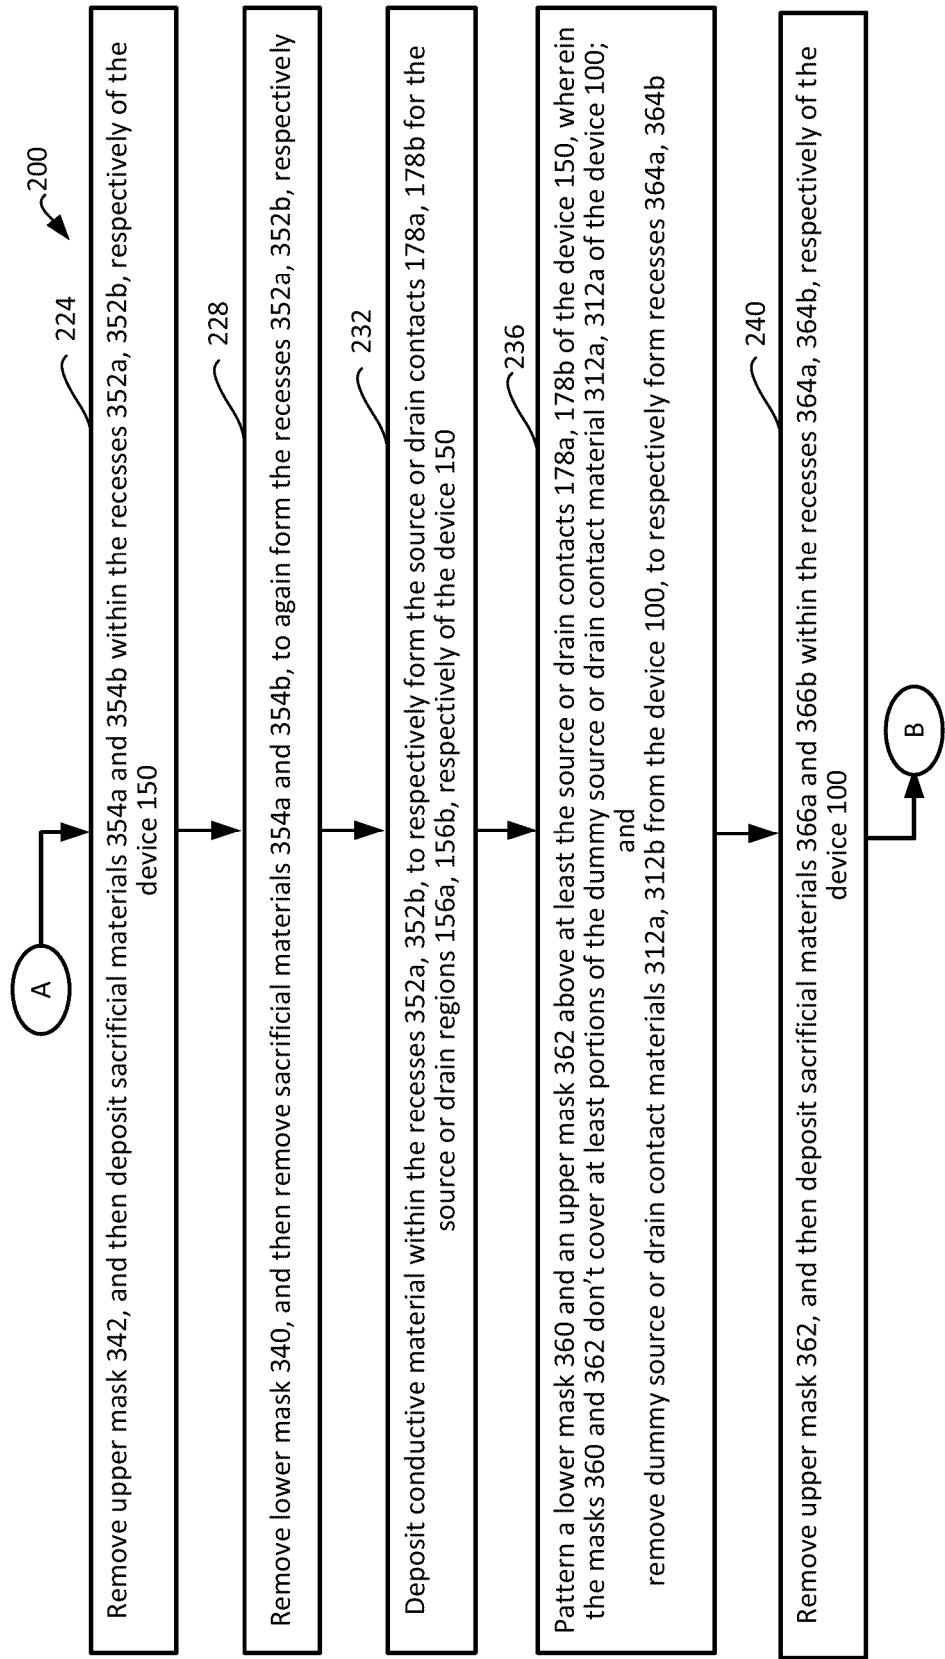 200
A
224
Remove upper mask 342, and then deposit sacrificial materials 354a and 354b within the recesses 352a, 352b, respectively of the
device 150
228
Remove lower mask 340, and then remove sacrificial materials 354a and 354b, to again form the recesses 352a, 352b, respectively
232
Deposit conductive material within the recesses 352a, 352b, to respectively form the source or drain contacts 178a, 178b for the
source or drain regions 156a, 156b, respectively of the device 150
236
Pattern a lower mask 360 and an upper mask 362 above at least the source or drain contacts 178a, 178b of the device 150, wherein
the masks 360 and 362 don’t cover at least portions of the dummy source or drain contact material 312a, 312a of the device 100;
and
remove dummy source or drain contact materials 312a, 312b from the device 100, to respectively form recesses 364a, 364b
240
Remove upper mask 362, and then deposit sacrificial materials 366a and 366b within the recesses 364a, 364b, respectively of the
device 100
B